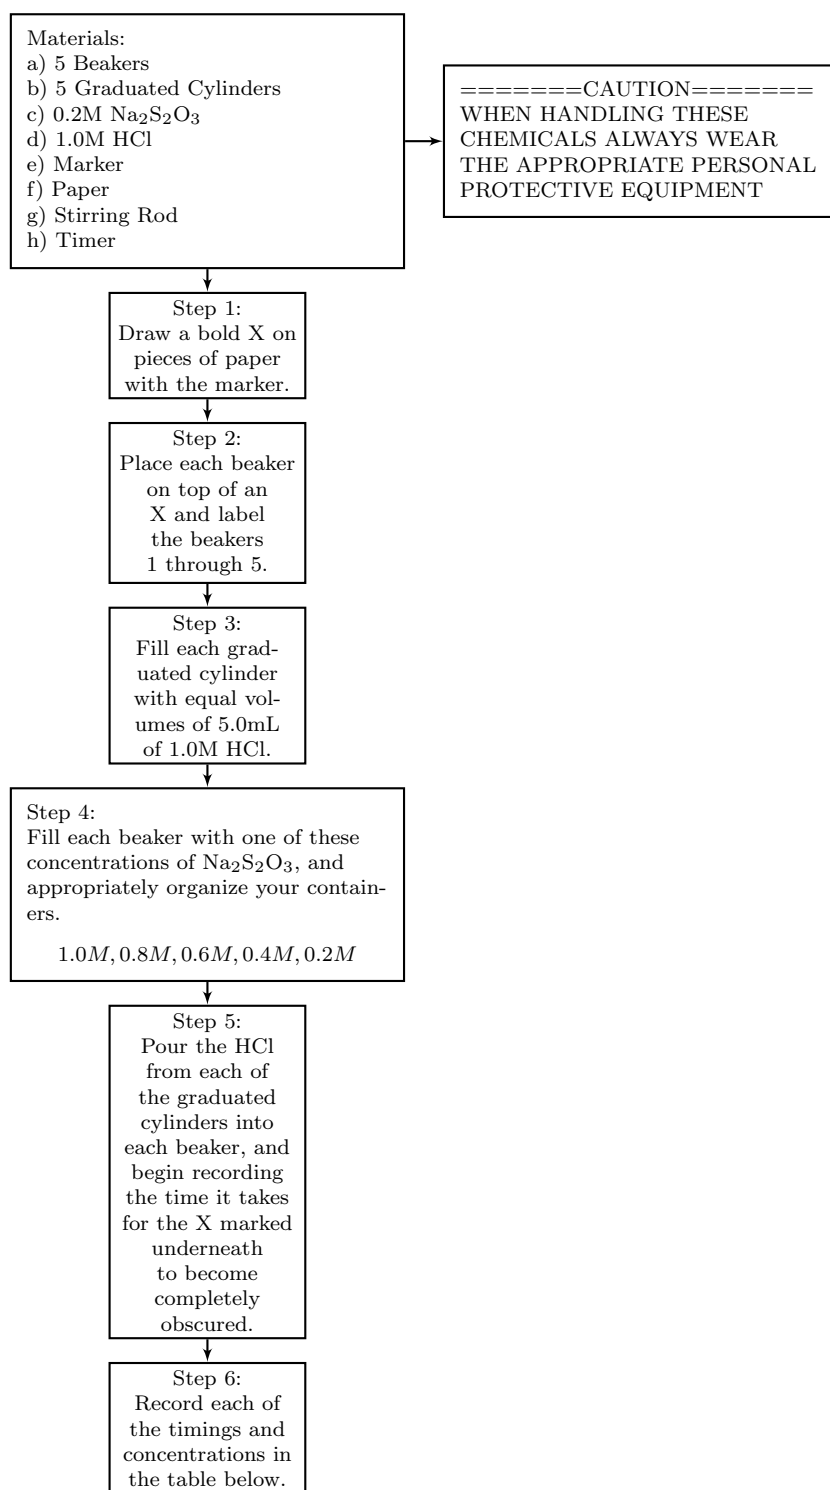 Materials:
a) 5 Beakers
b) 5 Graduated Cylinders
c) 0.2M Na₂S₂O₃
d) 1.0M HCl
e) Marker
f) Paper
g) Stirring Rod
h) Timer
=======CAUTION=======
WHEN HANDLING THESE
CHEMICALS ALWAYS WEAR
THE APPROPRIATE PERSONAL
PROTECTIVE EQUIPMENT
Step 1:
Draw a bold X on
pieces of paper
with the marker.
Step 2:
Place each beaker
on top of an
X and label
the beakers
1 through 5.
Step 3:
Fill each grad-
uated cylinder
with equal vol-
umes of 5.0mL
of 1.0M HCl.
Step 4:
Fill each beaker with one of these
concentrations of Na₂S₂O₃, and
appropriately organize your contain-
ers.
1.0M, 0.8M, 0.6M, 0.4M, 0.2M
Step 5:
Pour the HCl
from each of
the graduated
cylinders into
each beaker, and
begin recording
the time it takes
for the X marked
underneath
to become
completely
obscured.
Step 6:
Record each of
the timings and
concentrations in
the table below.